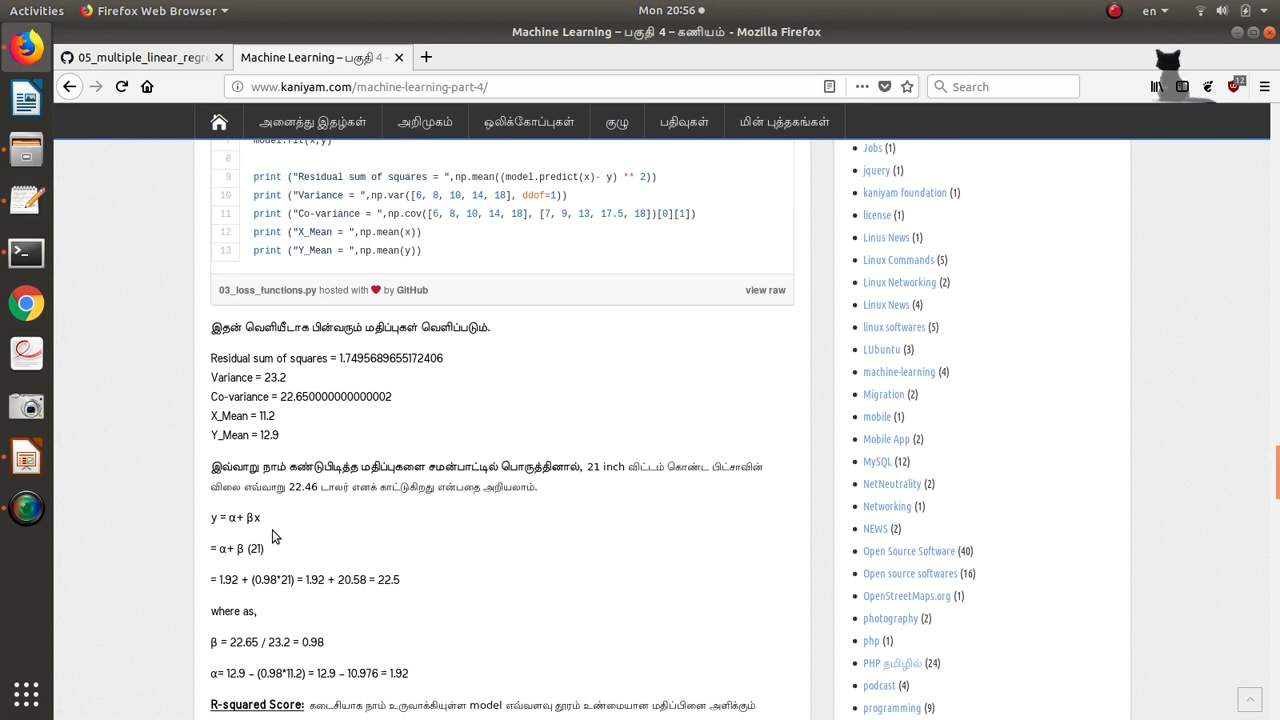 Activities
Firefox Web Browser
Mon 20:56
en
Machine Learning – பகுதி 4 – கணியம் - Mozilla Firefox
05_multiple_linear_regre
Machine Learning – பகுதி 4 -
www.kaniyam.com/machine-learning-part-4/
Search
12
அனைத்து இதழ்கள்
அறிமுகம்
ஒலிக்கோப்புகள்
குழு
பதிவுகள்
மின் புத்தகங்கள்
model.fit(x,y)
8
9 print ("Residual sum of squares = ",np.mean((model.predict(x)- y) ** 2))
10 print ("Variance = ",np.var([6, 8, 10, 14, 18], ddof=1))
11 print ("Co-variance = ",np.cov([6, 8, 10, 14, 18], [7, 9, 13, 17.5, 18])[0][1])
12 print ("X_Mean = ",np.mean(x))
13 print ("Y_Mean = ",np.mean(y))
03_loss_functions.py hosted with ❤ by GitHub
view raw
இதன் வெளியீடாக பின்வரும் மதிப்புகள் வெளிப்படும்.
Residual sum of squares = 1.7495689655172406
Variance = 23.2
Co-variance = 22.650000000000002
X_Mean = 11.2
Y_Mean = 12.9
இவ்வாறு நாம் கண்டுபிடித்த மதிப்புகளை சமன்பாட்டில் பொருத்தினால், 21 inch விட்டம் கொண்ட பிட்சாவின்
விலை எவ்வாறு 22.46 டாலர் எனக் காட்டுகிறது என்பதை அறியலாம்.
y = α+ βx
= α+ β (21)
= 1.92 + (0.98*21) = 1.92 + 20.58 = 22.5
where as,
β = 22.65 / 23.2 = 0.98
α= 12.9 – (0.98*11.2) = 12.9 – 10.976 = 1.92
R-squared Score: கடைசியாக நாம் உருவாக்கியுள்ள model எவ்வளவு தூரம் உண்மையான மதிப்பினை அளிக்கும்
Jobs (1)
jquery (1)
kaniyam foundation (1)
license (1)
Linus News (1)
Linux Commands (5)
Linux Networking (2)
Linux News (4)
linux softwares (5)
LUbuntu (3)
machine-learning (4)
Migration (2)
mobile (1)
Mobile App (2)
MySQL (12)
NetNeutrality (2)
Networking (1)
NEWS (2)
Open Source Software (40)
Open source softwares (16)
OpenStreetMaps.org (1)
photography (2)
php (1)
PHP தமிழில் (24)
podcast (4)
programming (9)